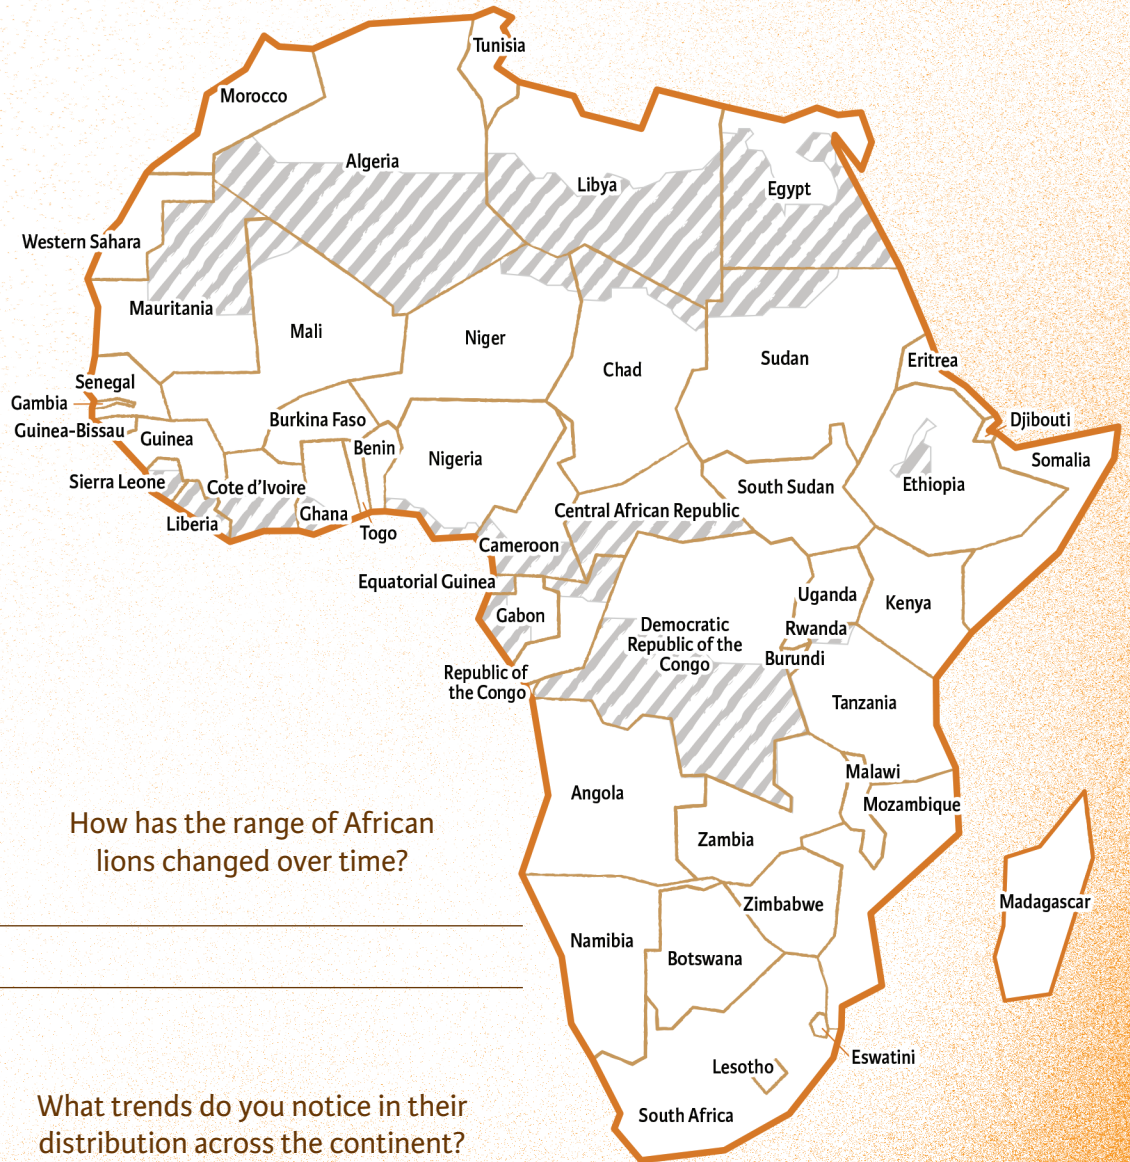 Tunisia
Morocco
Algeria
Libya
Egypt
Western Sahara
Mauritania
Mali
Niger
Chad
Sudan
Eritrea
Senegal
Gambia
Guinea-Bissau
Guinea
Burkina Faso
Benin
Nigeria
Djibouti
Somalia
Ethiopia
South Sudan
Sierra Leone
Cote d'Ivoire
Liberia
Ghana
Togo
Central African Republic
Cameroon
Equatorial Guinea
Gabon
Uganda
Kenya
Rwanda
Democratic
Republic of the
Congo
Burundi
Republic of
the Congo
Tanzania
Malawi
Mozambique
Angola
Zambia
Zimbabwe
Madagascar
Namibia
Botswana
Eswatini
Lesotho
South Africa
How has the range of African
lions changed over time?
What trends do you notice in their
distribution across the continent?